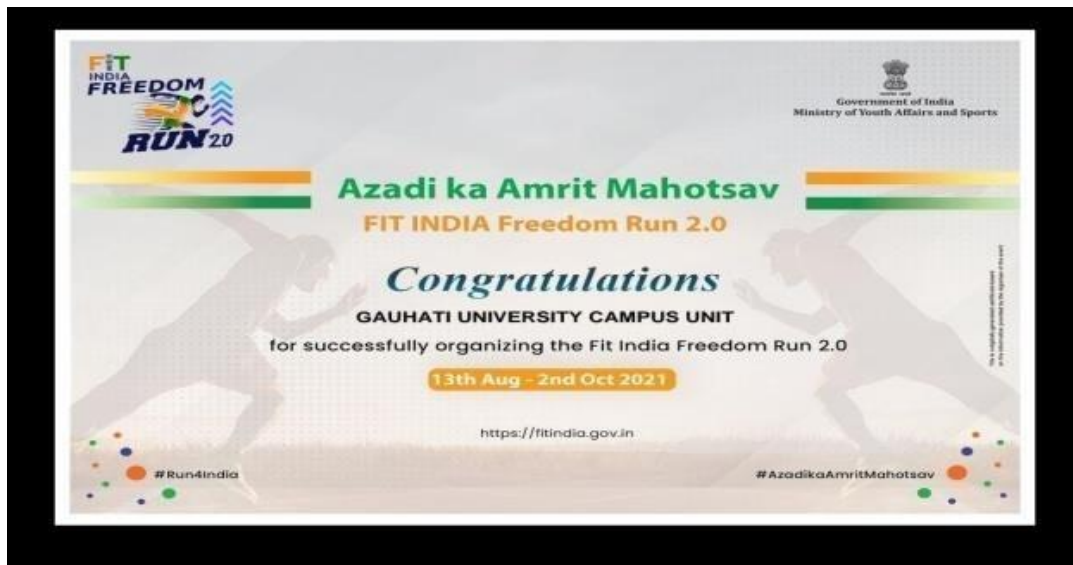 FiT
INDIA
FREEDOM
RUN 2.0
Government of India
Ministry of Youth Affairs and Sports
Azadi ka Amrit Mahotsav
FIT INDIA Freedom Run 2.0
Congratulations
GAUHATI UNIVERSITY CAMPUS UNIT
for successfully organizing the Fit India Freedom Run 2.0
13th Aug - 2nd Oct 2021
https://fitindia.gov.in
#Run4India
#AzadikaAmritMahotsav